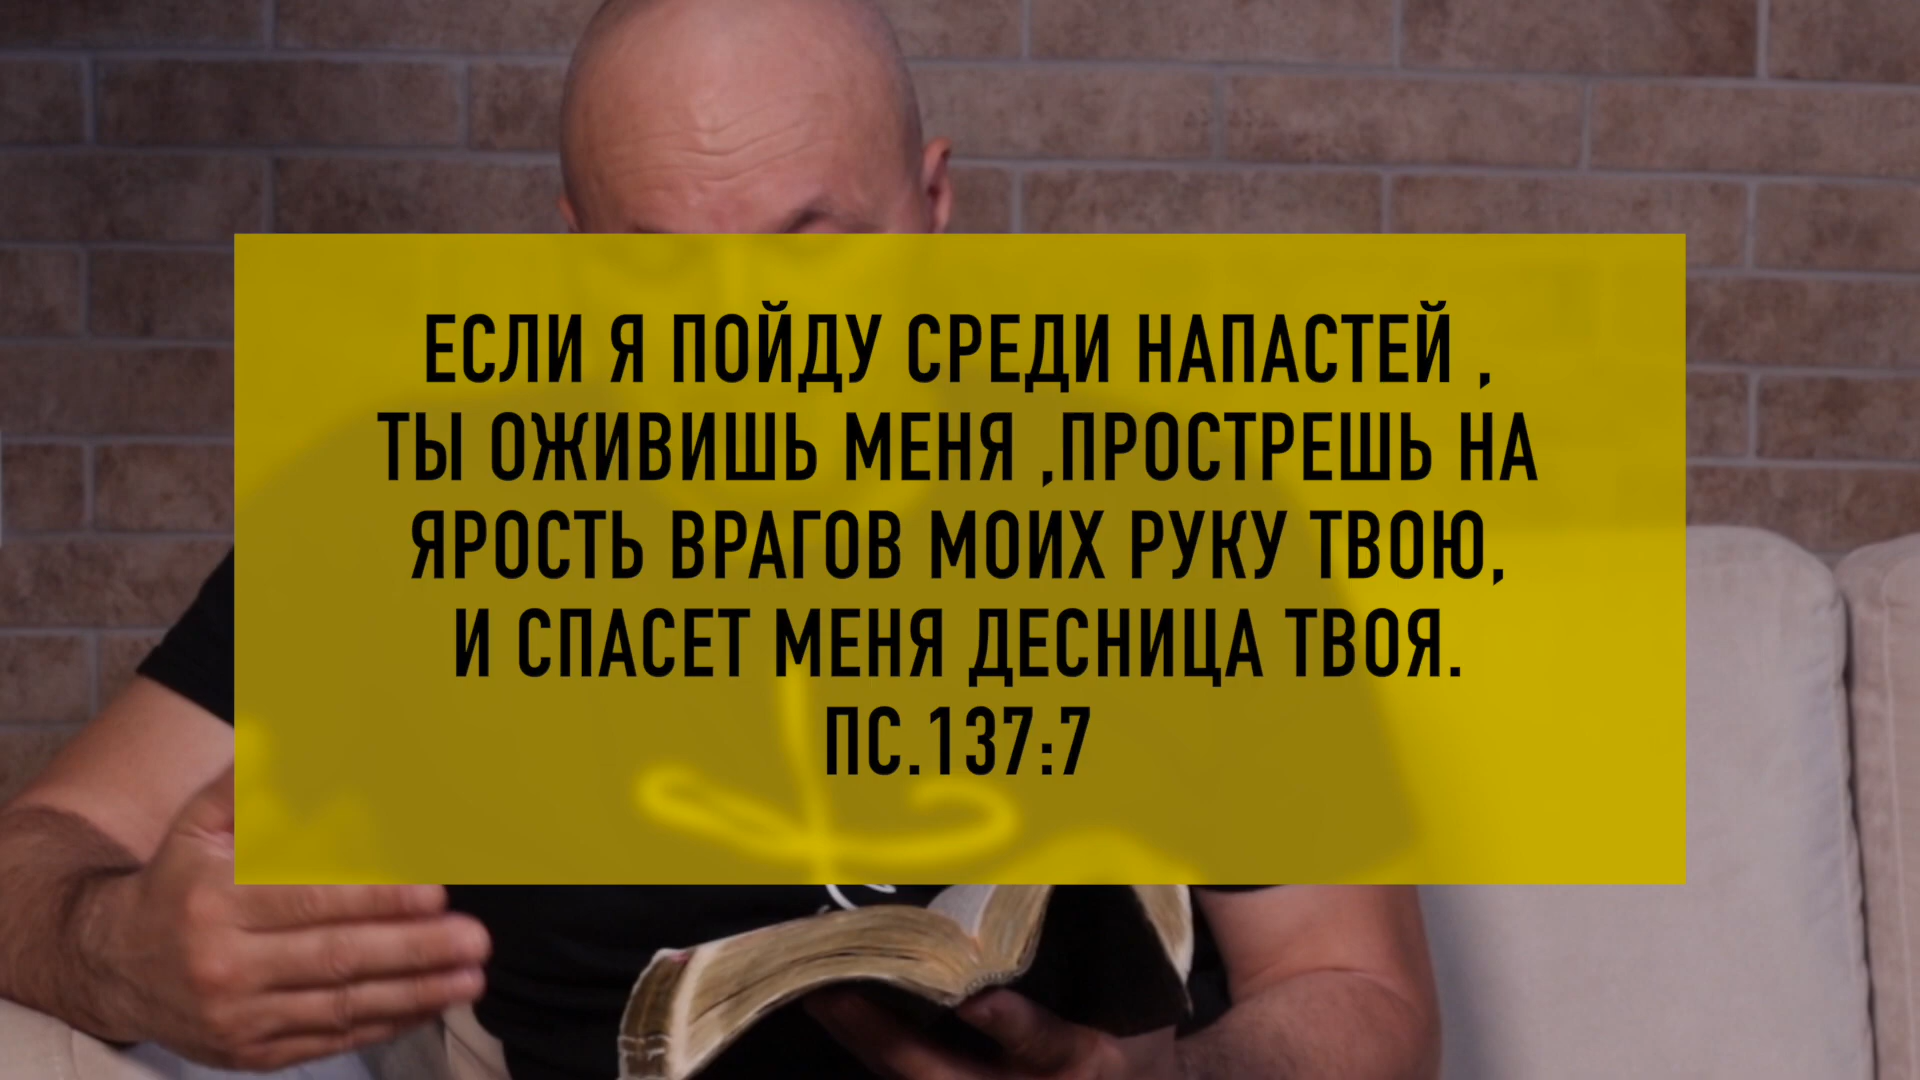 ЕСЛИ Я ПОЙДУ СРЕДИ НАПАСТЕЙ ,
ТЫ ОЖИВИШЬ МЕНЯ ,ПРОСТРЕШЬ НА
ЯРОСТЬ ВРАГОВ МОИХ РУКУ ТВОЮ,
И СПАСЕТ МЕНЯ ДЕСНИЦА ТВОЯ.
ПС.137:7